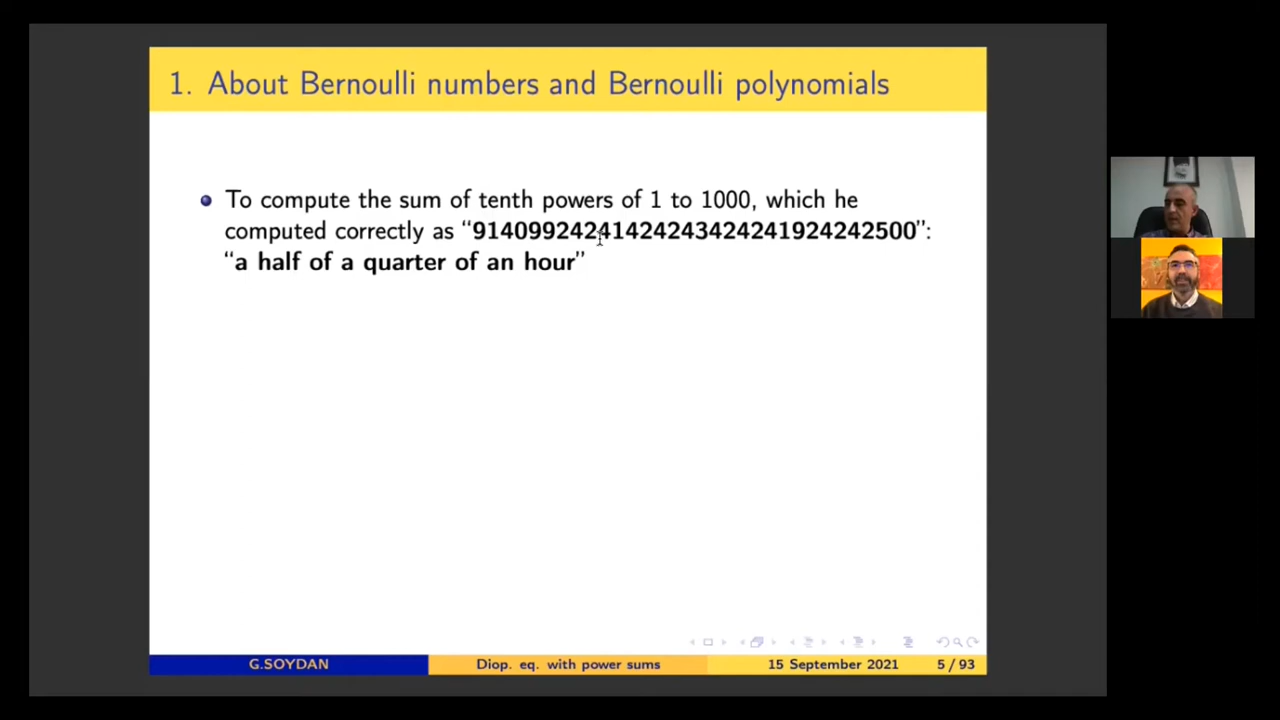 1. About Bernoulli numbers and Bernoulli polynomials
To compute the sum of tenth powers of 1 to 1000, which he
computed correctly as “91409924241424243424241924242500”:
“a half of a quarter of an hour”
G.SOYDAN Diop. eq. with power sums 15 September 2021 5 / 93